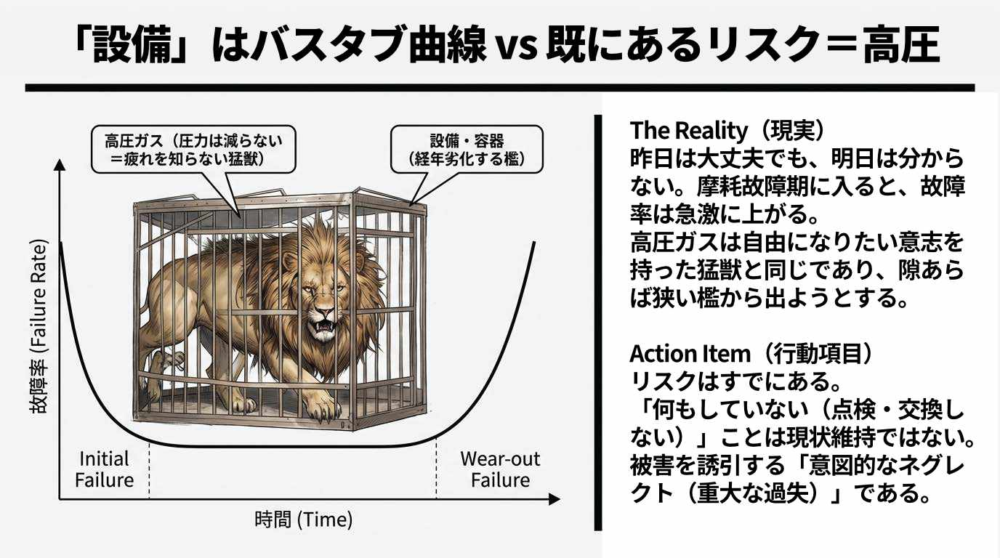 「設備」はバスタブ曲線 vs 既にあるリスク＝高圧
高圧ガス（圧力は減らない
＝疲れを知らない猛獣）
設備・容器
（経年劣化する檻）
故障率 (Failure Rate)
Initial
Failure
Wear-out
Failure
時間 (Time)
The Reality（現実）
昨日は大丈夫でも、明日は分から
ない。摩耗故障期に入ると、故障
率は急激に上がる。
高圧ガスは自由になりたい意志を
持った猛獣と同じであり、隙あら
ば狭い檻から出ようとする。
Action Item（行動項目）
リスクはすでにある。
「何もしていない（点検・交換し
ない）」ことは現状維持ではない。
被害を誘引する「意図的なネグレ
クト（重大な過失）」である。